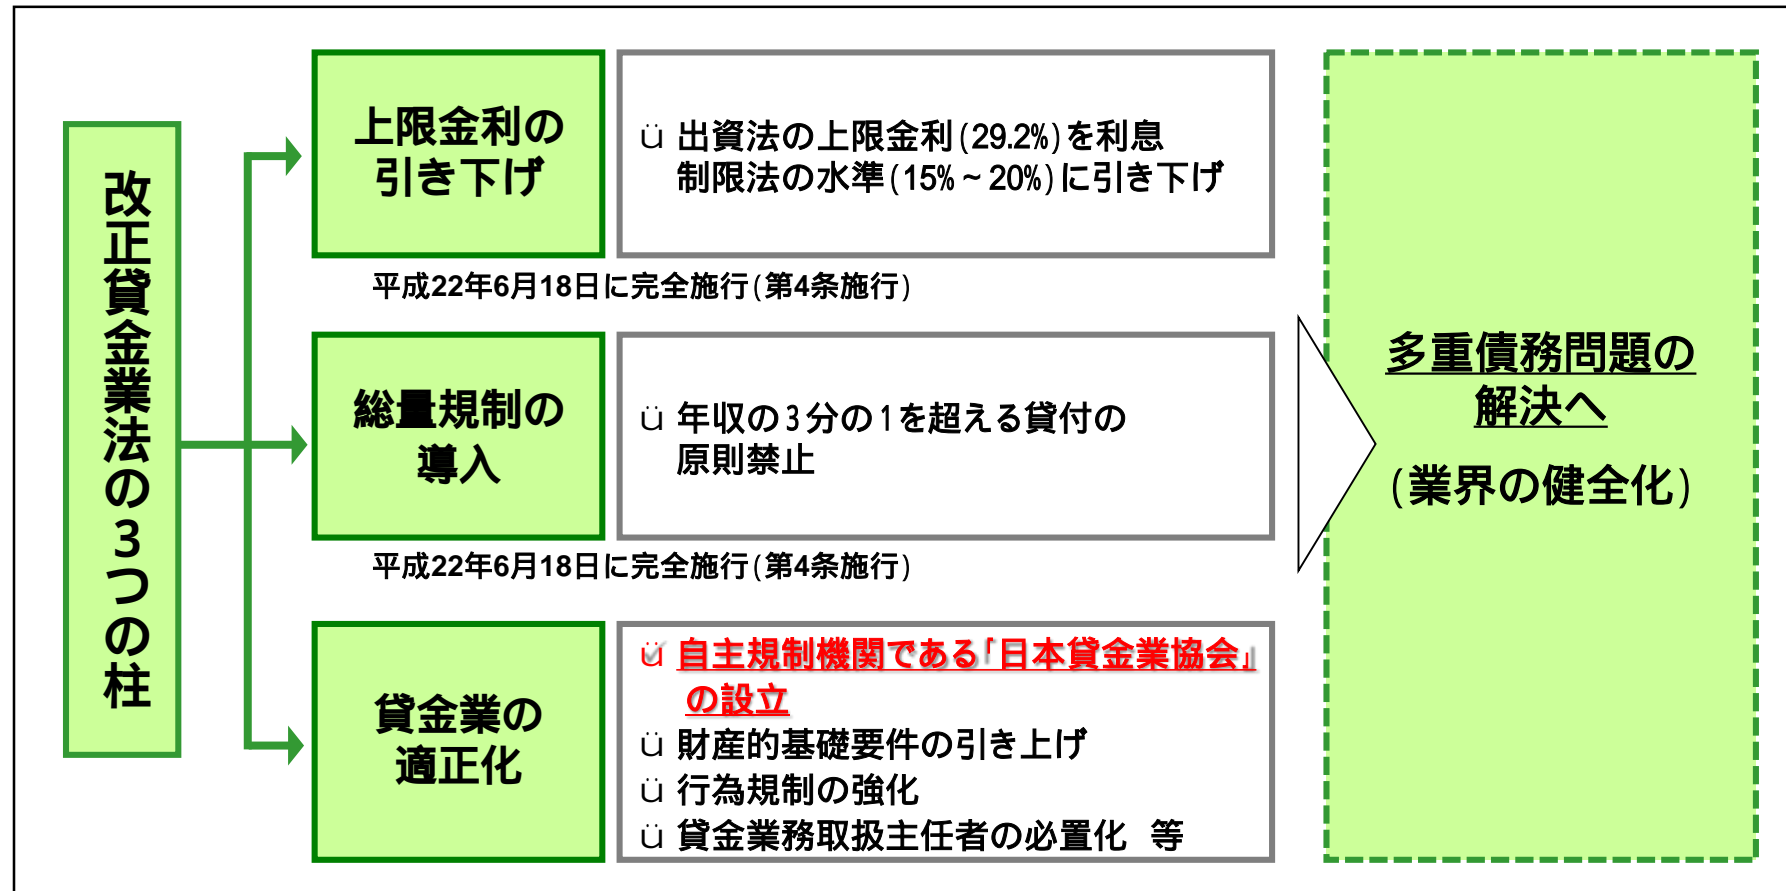 改正貸金業法の3つの柱
上限金利の
引き下げ
ü 出資法の上限金利(29.2%)を利息
制限法の水準(15%~20%)に引き下げ
平成22年6月18日に完全施行(第4条施行)
総量規制の
導入
ü 年収の3分の1を超える貸付の
原則禁止
平成22年6月18日に完全施行(第4条施行)
貸金業の
適正化
ü 自主規制機関である「日本貸金業協会」
の設立
ü 財産的基礎要件の引き上げ
ü 行為規制の強化
ü 貸金業務取扱主任者の必置化 等
多重債務問題の
解決へ
(業界の健全化)